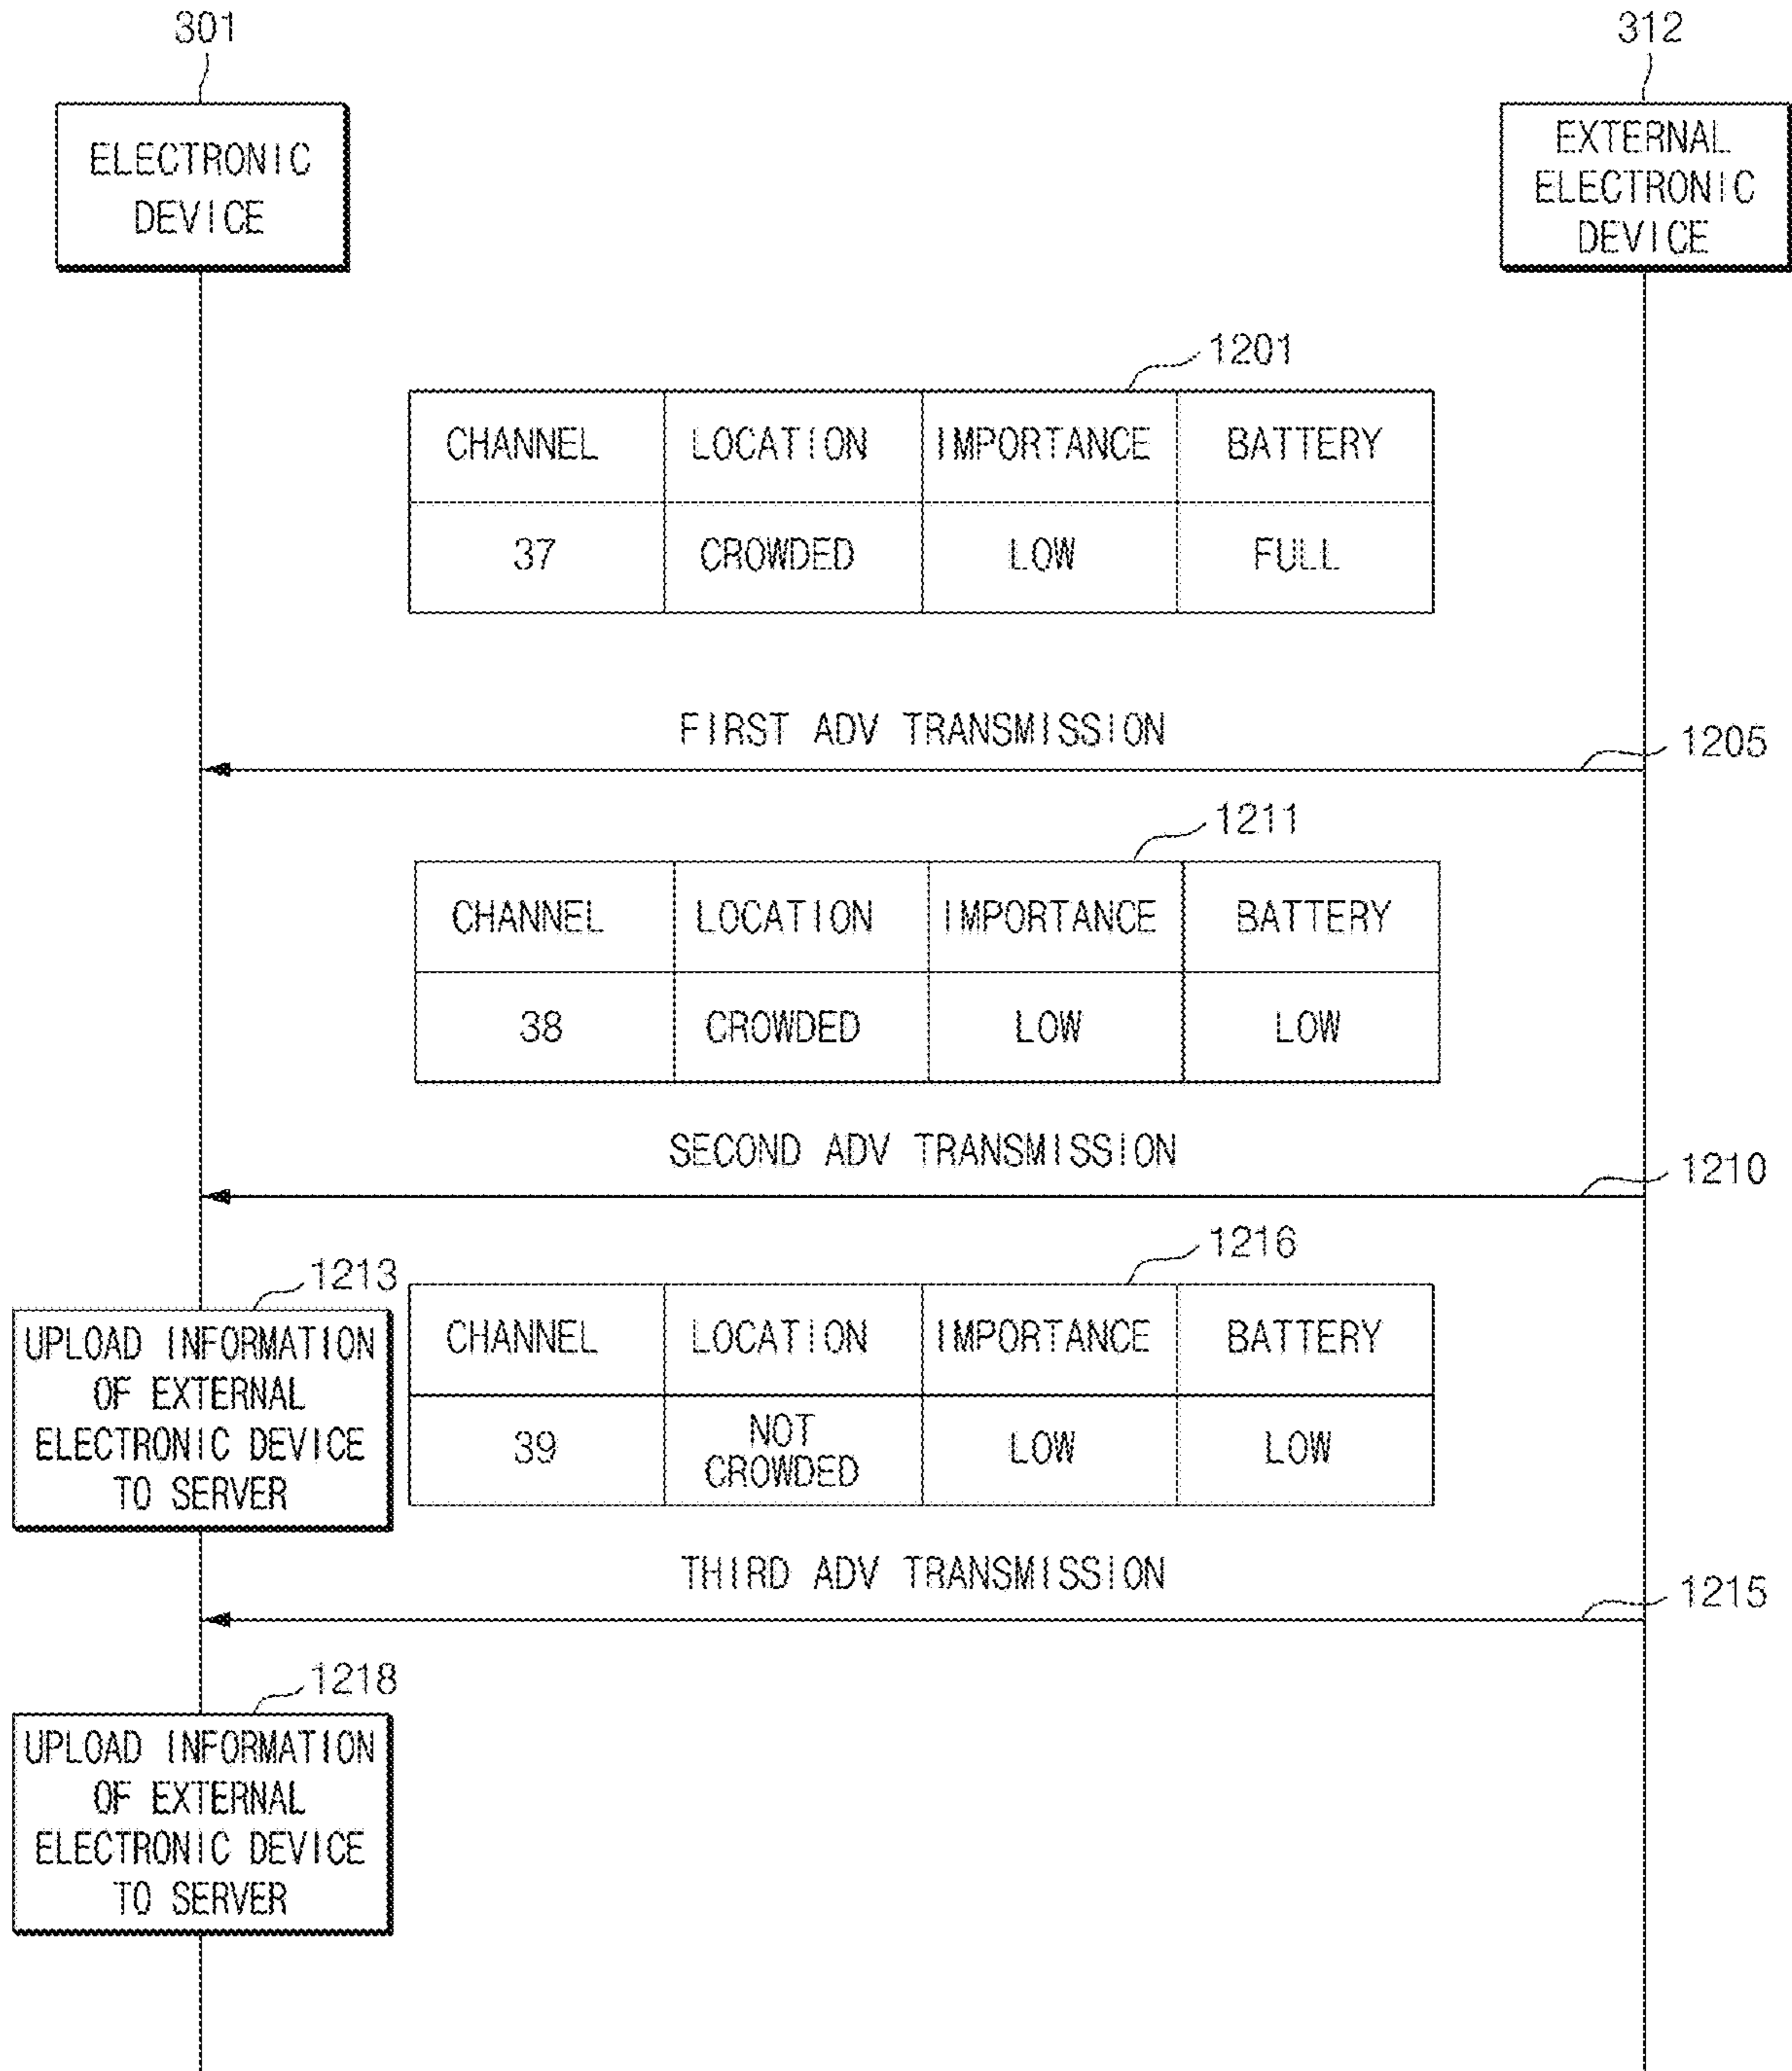 301
312
ELECTRONIC
DEVICE
EXTERNAL
ELECTRONIC
DEVICE
1201
CHANNEL LOCATION IMPORTANCE BATTERY
37 CROWDED LOW FULL
FIRST ADV TRANSMISSION
1205
1211
CHANNEL LOCATION IMPORTANCE BATTERY
38 CROWDED LOW LOW
SECOND ADV TRANSMISSION
1210
1213
UPLOAD INFORMATION
OF EXTERNAL
ELECTRONIC DEVICE
TO SERVER
1216
CHANNEL LOCATION IMPORTANCE BATTERY
39 NOT
CROWDED LOW LOW
THIRD ADV TRANSMISSION
1215
1218
UPLOAD INFORMATION
OF EXTERNAL
ELECTRONIC DEVICE
TO SERVER